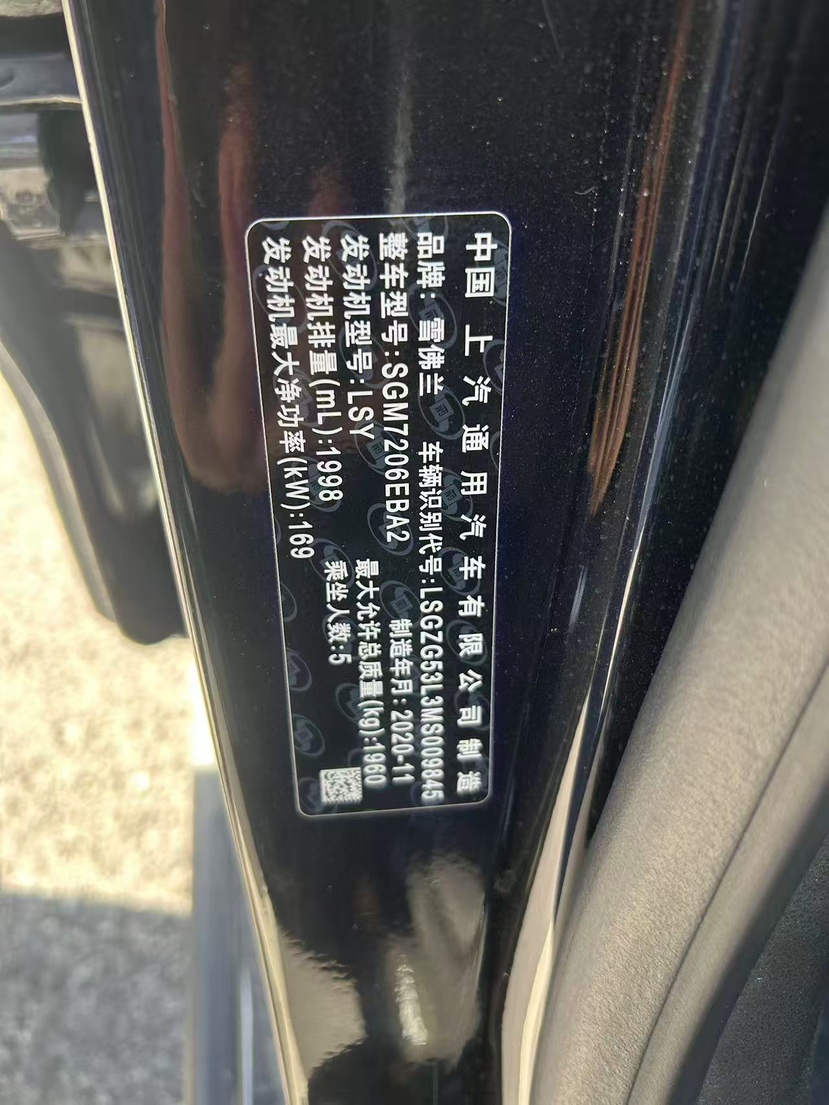 中国 上汽通用汽车有限公司 制造
品牌: 雪佛兰 车辆识别代号:LSGZG53L3MS009845
整车型号:SGM7206EBA2 制造年月:2020-11
发动机型号:LSY 最大允许总质量(kg):1960
发动机排量(mL):1998 乘坐人数:5
发动机最大净功率(kW):169